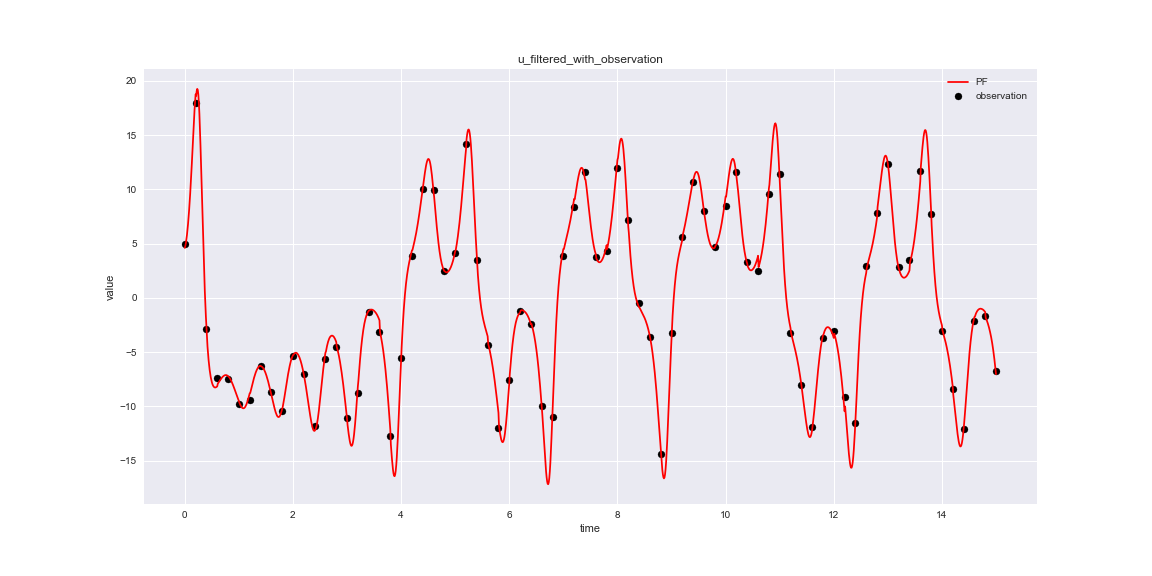 u_filtered_with_observation
PF
observation
value
20
15
10
5
0
−5
−10
−15
0 2 4 6 8 10 12 14
time